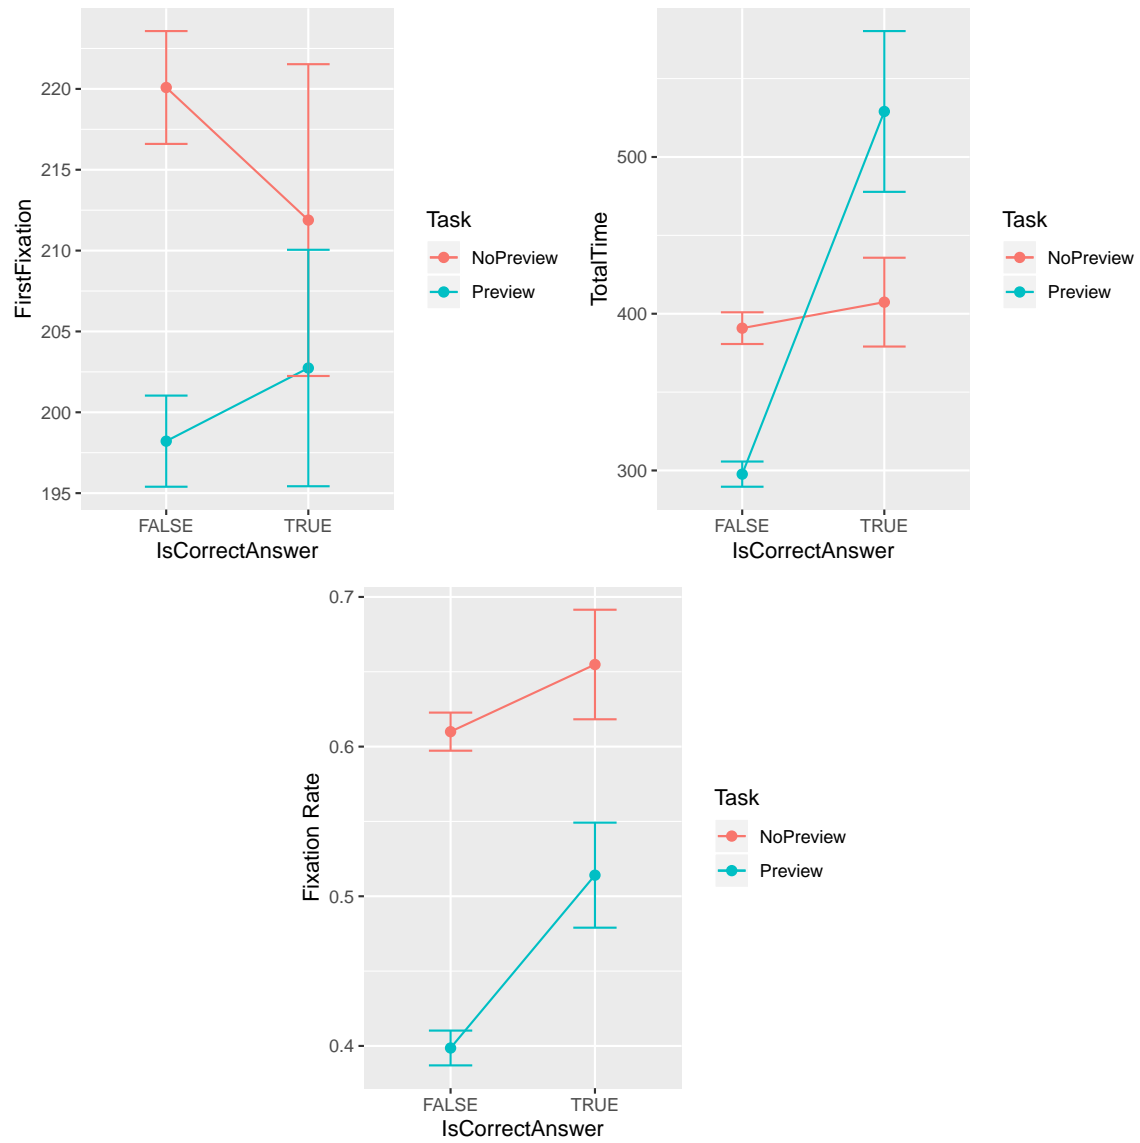 FirstFixation
220
215
210
205
200
195
FALSE TRUE
IsCorrectAnswer
Task
NoPreview
Preview
TotalTime
500
400
300
FALSE TRUE
IsCorrectAnswer
Task
NoPreview
Preview
Fixation Rate
0.7
0.6
0.5
0.4
FALSE TRUE
IsCorrectAnswer
Task
NoPreview
Preview